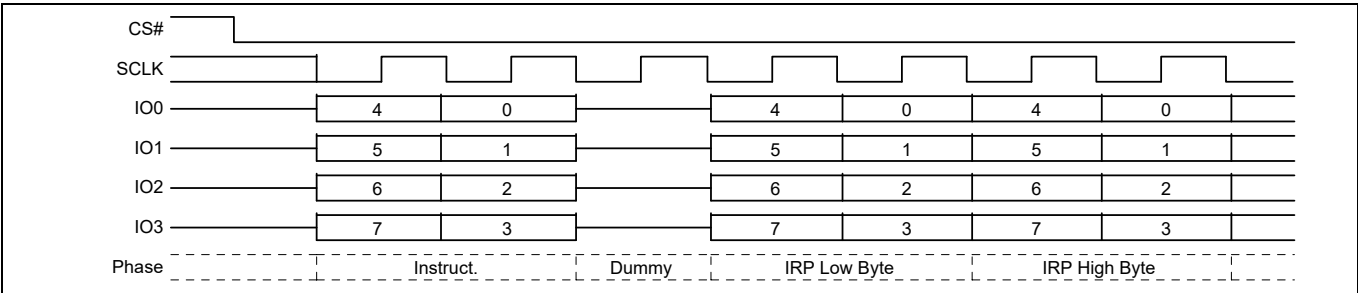 CS#
SCLK
IO0 4 0 4 0 4 0
IO1 5 1 5 1 5 1
IO2 6 2 6 2 6 2
IO3 7 3 7 3 7 3
Phase Instruct. Dummy IRP Low Byte IRP High Byte